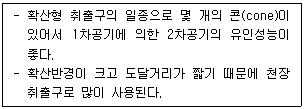 - 확산형 취출구의 일종으로 몇 개의 콘(cone)이
있어서 1차공기에 의한 2차공기의 유인성능이
좋다.
- 확산반경이 크고 도달거리가 짧기 때문에 천장
취출구로 많이 사용된다.